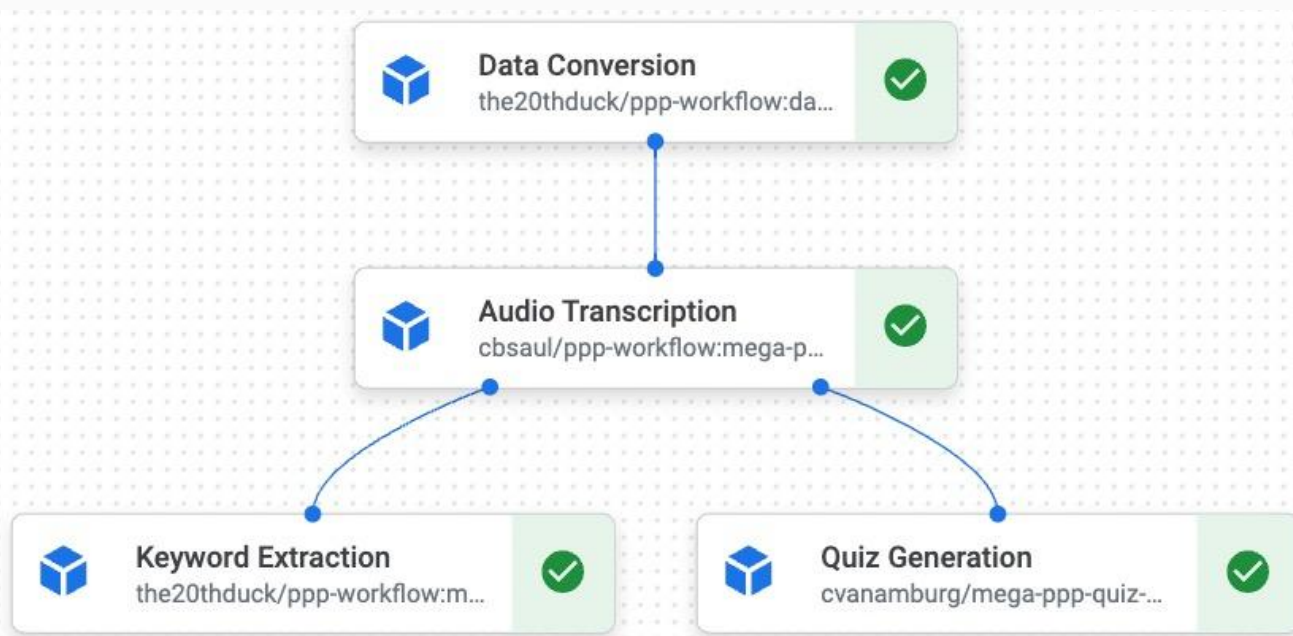 Data Conversion
the20thduck/ppp-workflow:da...
Audio Transcription
cbsaul/ppp-workflow:mega-p...
Keyword Extraction
the20thduck/ppp-workflow:m...
Quiz Generation
cvanamburg/mega-ppp-quiz-...